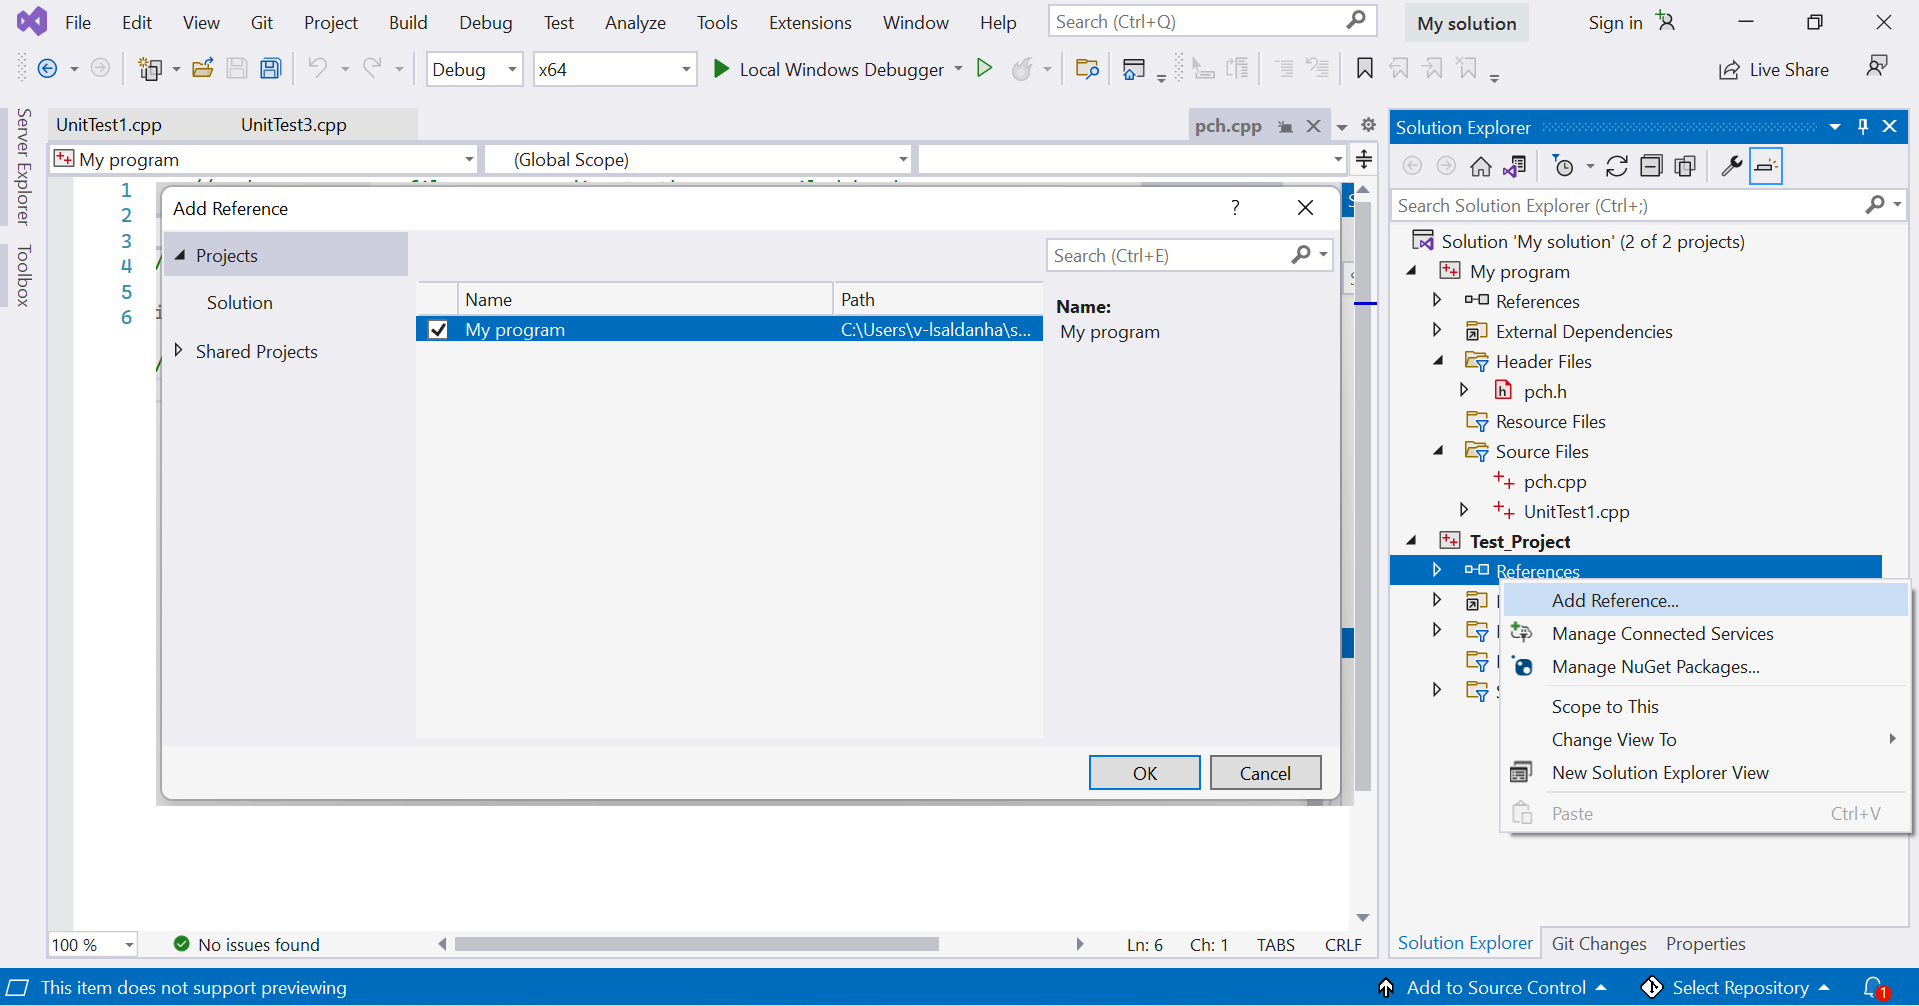 File Edit View Git Project Build Debug Test Analyze Tools Extensions Window Help Search (Ctrl+Q) My solution Sign in
Debug x64 Local Windows Debugger Live Share
Server Explorer
Toolbox
UnitTest1.cpp UnitTest3.cpp pch.cpp
My program (Global Scope)
1
2
3
4
5
6
Add Reference ?
Projects
Solution
Shared Projects
Search (Ctrl+E)
Name Path
My program C:\Users\v-lsaldanha\s...
Name:
My program
OK Cancel
100 % No issues found Ln: 6 Ch: 1 TABS CRLF
Solution Explorer
Search Solution Explorer (Ctrl+;)
Solution 'My solution' (2 of 2 projects)
My program
References
External Dependencies
Header Files
pch.h
Resource Files
Source Files
pch.cpp
UnitTest1.cpp
Test_Project
References
Add Reference...
Manage Connected Services
Manage NuGet Packages...
Scope to This
Change View To
New Solution Explorer View
Paste Ctrl+V
Solution Explorer Git Changes Properties
This item does not support previewing Add to Source Control Select Repository 1